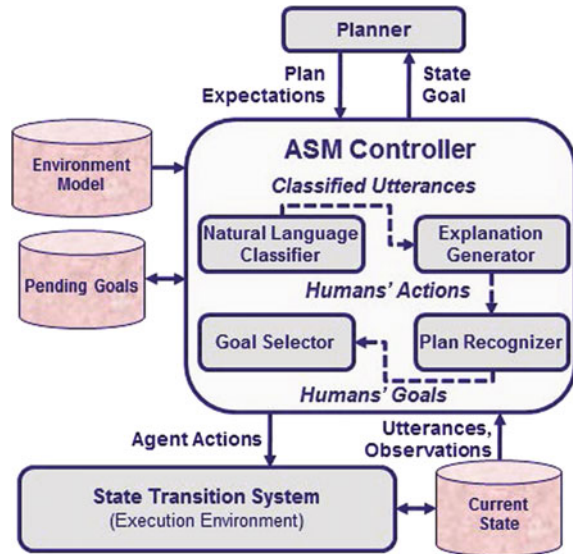 Planner
Plan
Expectations
State
Goal
Environment
Model
Pending Goals
ASM Controller
Classified Utterances
Natural Language
Classifier
Explanation
Generator
Humans' Actions
Goal Selector
Plan Recognizer
Humans' Goals
Agent Actions
Utterances,
Observations
State Transition System
(Execution Environment)
Current
State